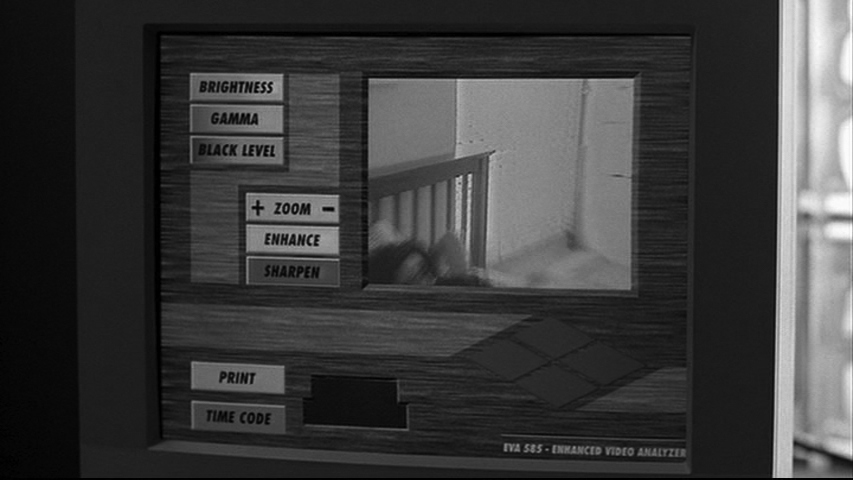 BRIGHTNESS
GAMMA
BLACK LEVEL
+ ZOOM -
ENHANCE
SHARPEN
PRINT
TIME CODE
EVA 585 - ENHANCED VIDEO ANALYZER